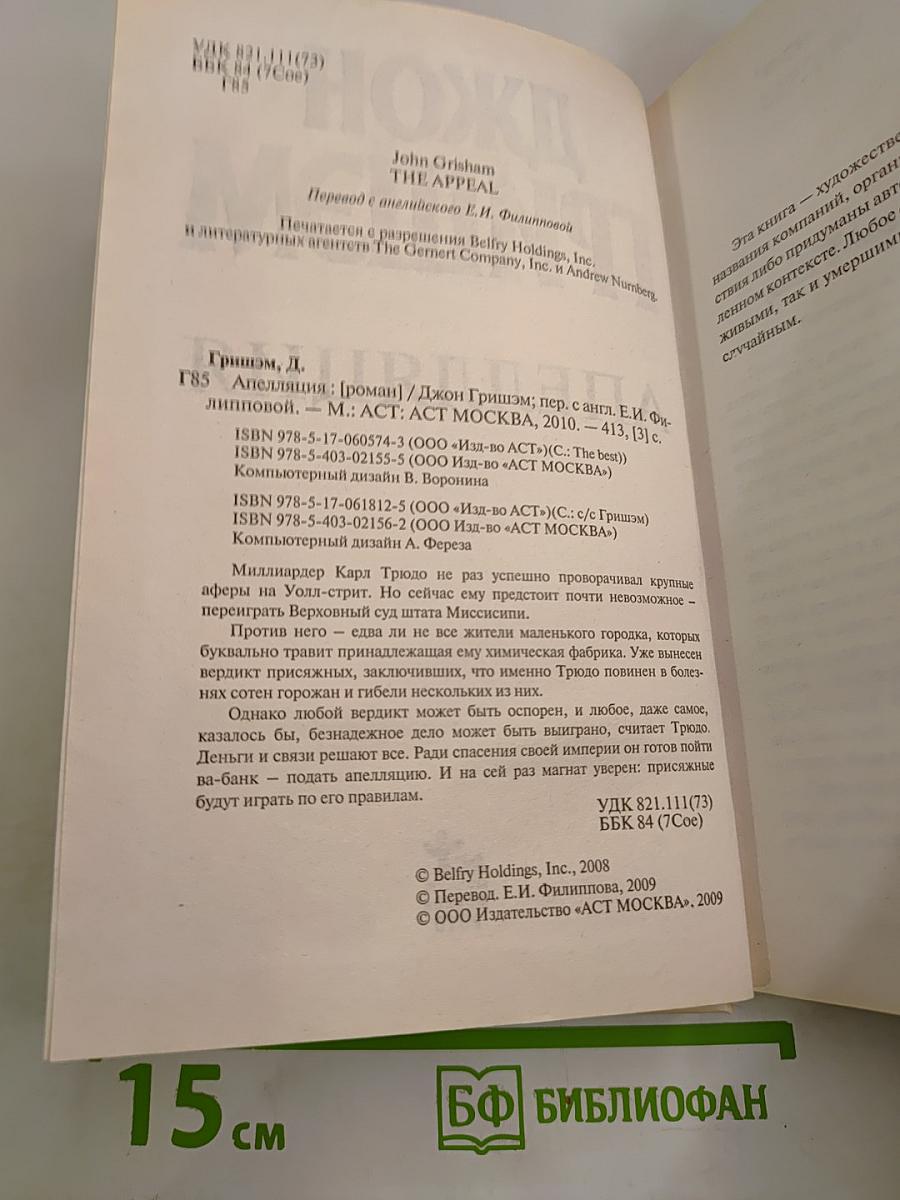 УДК 821.111(73)
ББК 84 (7Сое)
Г85
John Grisham
THE APPEAL
Перевод с английского Е.И. Филипповой
Печатается с разрешения Belfry Holdings, Inc.
и литературных агентств The Gernert Company, Inc. и Andrew Nurnberg.
Гришэм, Д.
Г85 Апелляция : [роман] / Джон Гришэм; пер. с англ. Е.И. Фи-
липповой. — М.: АСТ: АСТ МОСКВА, 2010. — 413, [3] с.
ISBN 978-5-17-060574-3 (ООО «Изд-во АСТ»)(С.: The best))
ISBN 978-5-403-02155-5 (ООО Изд-во «АСТ МОСКВА»)
Компьютерный дизайн В. Воронина
ISBN 978-5-17-061812-5 (ООО «Изд-во АСТ»)(С.: с/с Гришэм)
ISBN 978-5-403-02156-2 (ООО Изд-во «АСТ МОСКВА»)
Компьютерный дизайн А. Фереза
Миллиардер Карл Трюдо не раз успешно проворачивал крупные
аферы на Уолл-стрит. Но сейчас ему предстоит почти невозможное –
переиграть Верховный суд штата Миссисипи.
Против него – едва ли не все жители маленького городка, которых
буквально травит принадлежащая ему химическая фабрика. Уже вынесен
вердикт присяжных, заключивших, что именно Трюдо повинен в болез-
нях сотен горожан и гибели нескольких из них.
Однако любой вердикт может быть оспорен, и любое, даже самое,
казалось бы, безнадежное дело может быть выиграно, считает Трюдо.
Деньги и связи решают все. Ради спасения своей империи он готов пойти
ва-банк – подать апелляцию. И на сей раз магнат уверен: присяжные
будут играть по его правилам.
УДК 821.111(73)
ББК 84 (7Сое)
© Belfry Holdings, Inc., 2008
© Перевод. Е.И. Филиппова, 2009
© ООО Издательство «АСТ МОСКВА», 2009
Эта книга — художестве
названия компаний, орган
ствия либо придуманы авто
ленном контексте. Любое с
живыми, так и умершими
случайным.
15 см
БФ БИБЛИОФАН